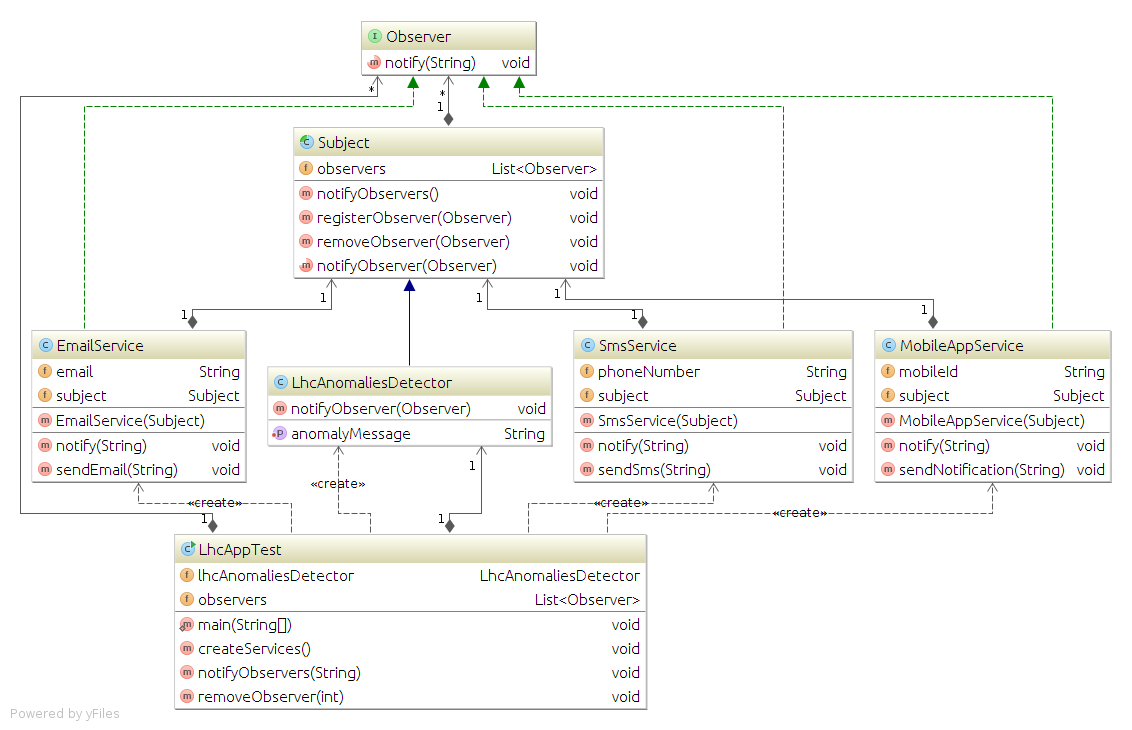 Observer
notify(String) void
*
*
1
Subject
observers List<Observer>
notifyObservers() void
registerObserver(Observer) void
removeObserver(Observer) void
notifyObserver(Observer) void
1
1
1
1
1
1
EmailService
email String
subject Subject
EmailService(Subject)
notify(String) void
sendEmail(String) void
LhcAnomaliesDetector
notifyObserver(Observer) void
anomalyMessage String
SmsService
phoneNumber String
subject Subject
SmsService(Subject)
notify(String) void
sendSms(String) void
MobileAppService
mobileId String
subject Subject
MobileAppService(Subject)
notify(String) void
sendNotification(String) void
1
«create»
«create»
«create»
«create»
1
1
LhcAppTest
lhcAnomaliesDetector LhcAnomaliesDetector
observers List<Observer>
main(String[]) void
createServices() void
notifyObservers(String) void
removeObserver(int) void
Powered by yFiles